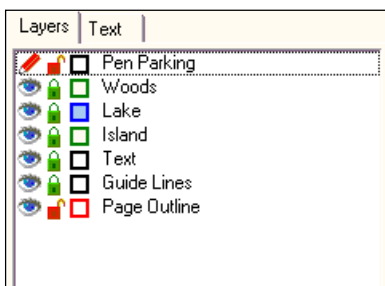 Layers Text
Pen Parking
Woods
Lake
Island
Text
Guide Lines
Page Outline